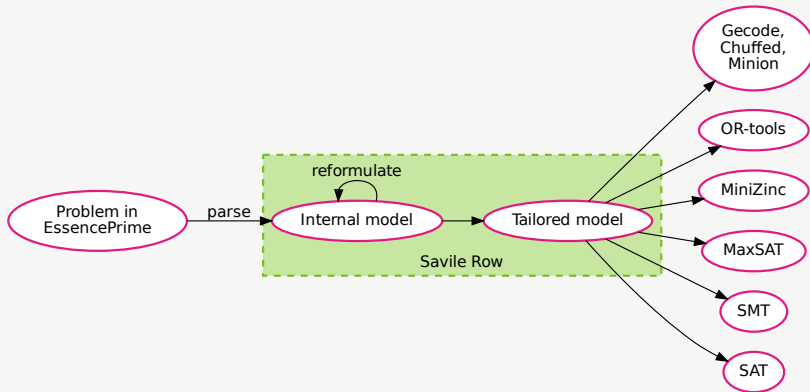 Problem in
EssencePrime
parse
reformulate
Internal model
Tailored model
Savile Row
Gecode,
Chuffed,
Minion
OR-tools
MiniZinc
MaxSAT
SMT
SAT